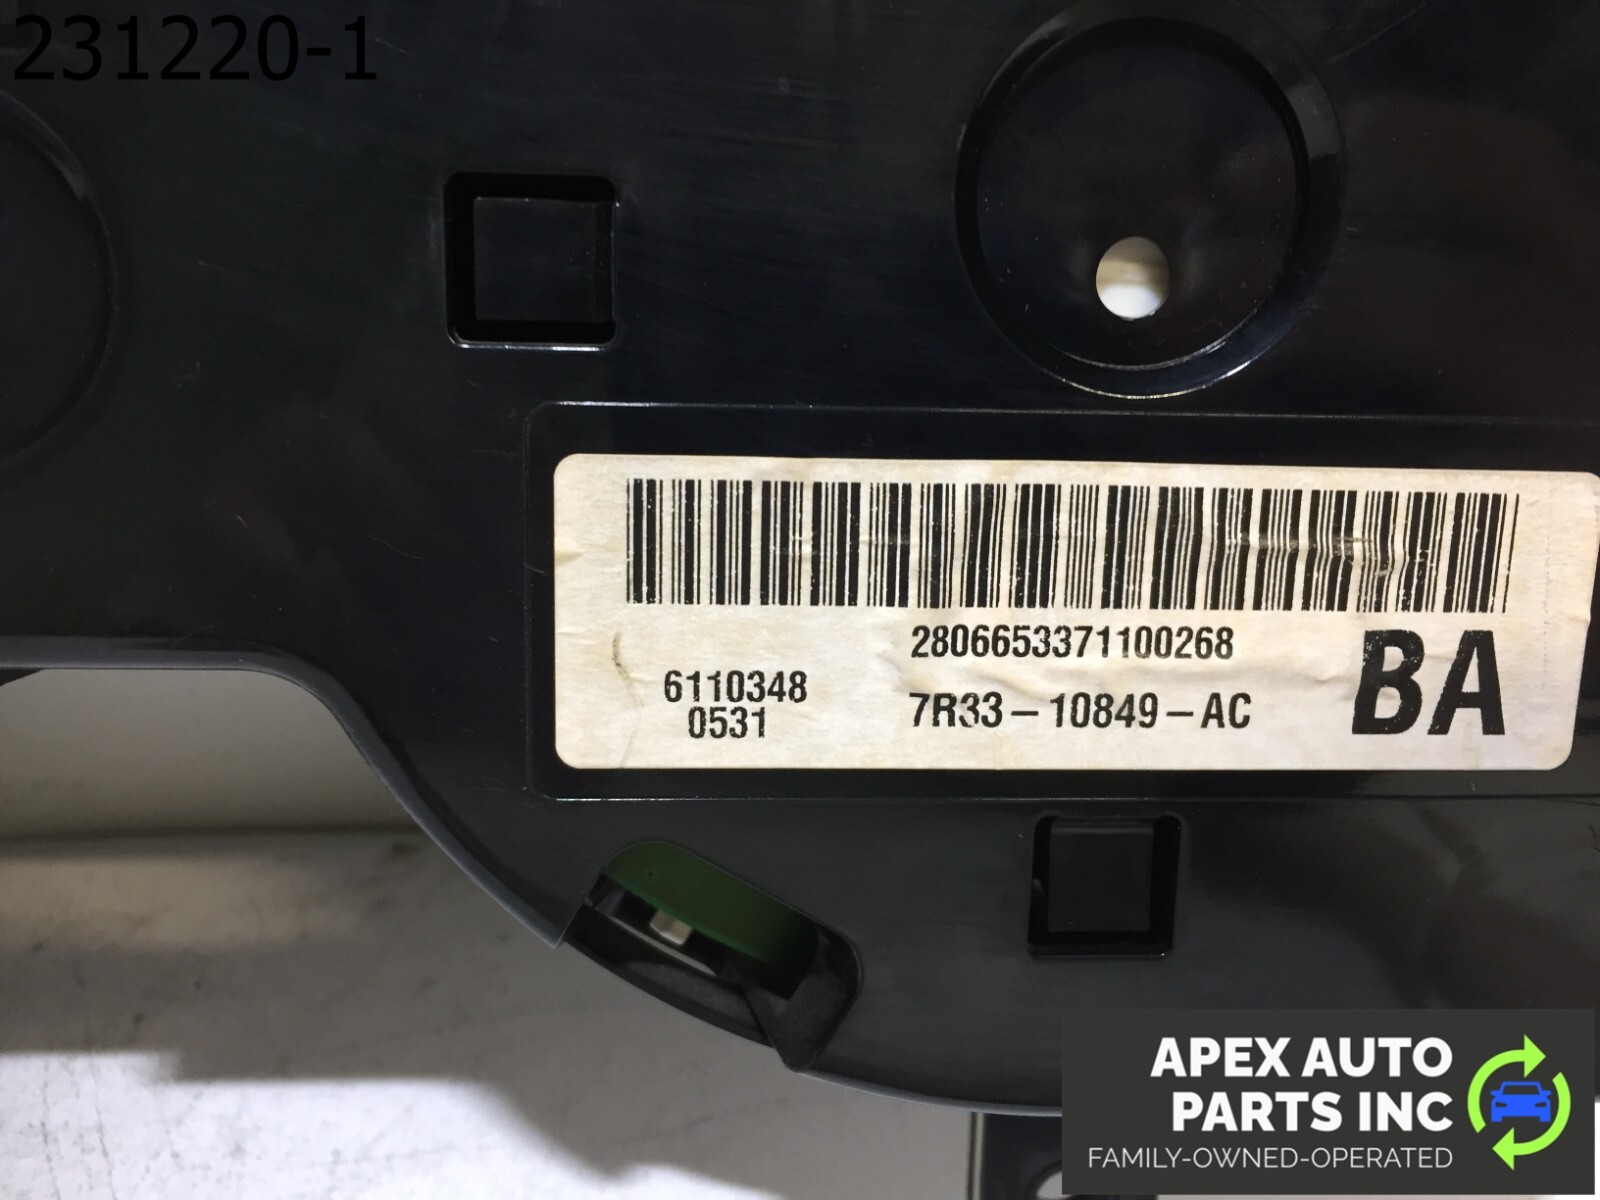 231220-1
2806653371100268
6110348
0531
7R33-10849-AC
BA
APEX AUTO
PARTS INC
FAMILY-OWNED-OPERATED